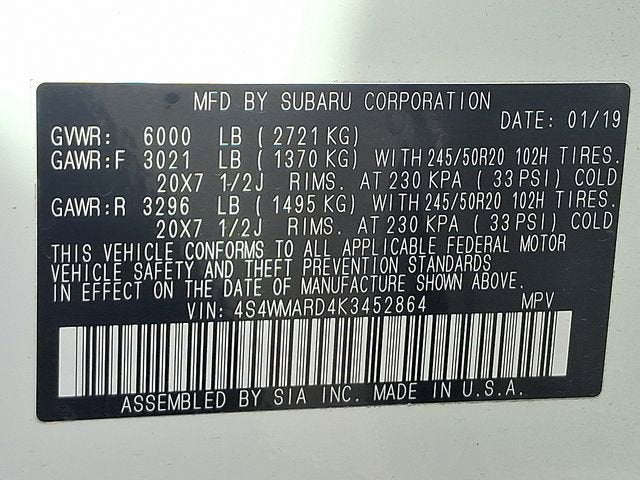 MFD BY SUBARU CORPORATION
DATE: 01/19
GVWR: 6000 LB ( 2721 KG)
GAWR:F 3021 LB ( 1370 KG) WITH 245/50R20 102H TIRES.
20X7 1/2J RIMS. AT 230 KPA ( 33 PSI) COLD
GAWR:R 3296 LB ( 1495 KG) WITH 245/50R20 102H TIRES.
20X7 1/2J RIMS. AT 230 KPA ( 33 PSI) COLD
THIS VEHICLE CONFORMS TO ALL APPLICABLE FEDERAL MOTOR
VEHICLE SAFETY AND THEFT PREVENTION STANDARDS
IN EFFECT ON THE DATE OF MANUFACTURE SHOWN ABOVE.
VIN: 4S4WMARD4K3452864 MPV
ASSEMBLED BY SIA INC. MADE IN U.S.A.